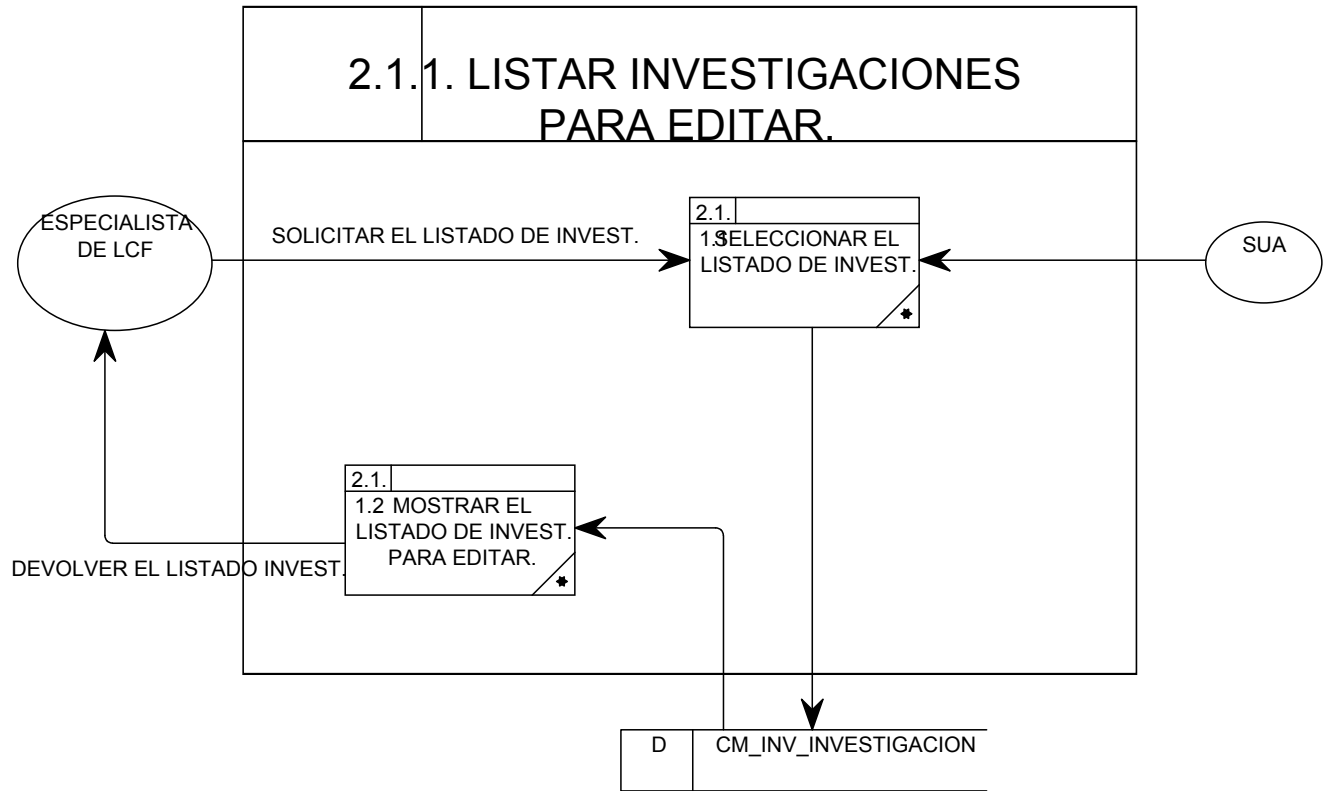 2.1.1. LISTAR INVESTIGACIONES
PARA EDITAR.
ESPECIALISTA
DE LCF
SOLICITAR EL LISTADO DE INVEST.
2.1.
1.1 SELECCIONAR EL
LISTADO DE INVEST.
SUA
2.1.
1.2 MOSTRAR EL
LISTADO DE INVEST.
PARA EDITAR.
DEVOLVER EL LISTADO INVEST.
D CM_INV_INVESTIGACION